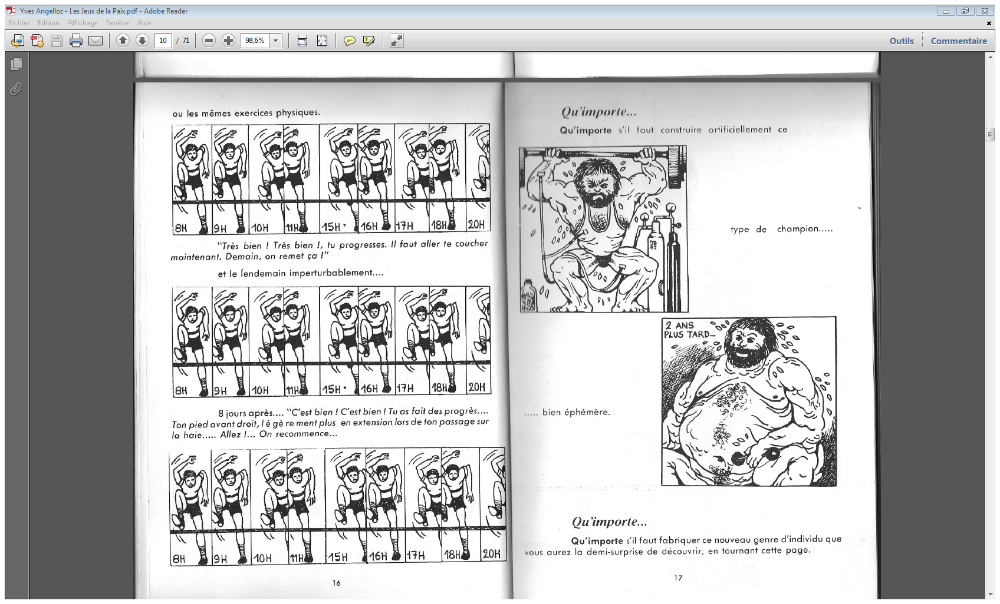 Yves Angelloz - Les Jeux de la Paix.pdf - Adobe Reader
Fichier Edition Affichage Fenêtre Aide
10 / 71 98,6% Outils Commentaire
ou les mêmes exercices physiques.
8H 9H 10H 11H 15H 16H 17H 18H 20H
"Très bien ! Très bien !, tu progresses. Il faut aller te coucher
maintenant. Demain, on remet ça !"
et le lendemain imperturbablement....
8H 9H 10H 11H 15H 16H 17H 18H 20H
8 jours après.... "C'est bien ! C'est bien ! Tu as fait des progrès....
Ton pied avant droit, l é gè re ment plus en extension lors de ton passage sur
la haie..... Allez !... On recommence...
8H 9H 10H 11H 15H 16H 17H 18H 20H
16
Qu'importe...
Qu'importe s'il faut construire artificiellement ce
type de champion.....
2 ANS
PLUS TARD...
..... bien éphémère.
Qu'importe...
Qu'importe s'il faut fabriquer ce nouveau genre d'individu que
vous aurez la demi-surprise de découvrir, en tournant cette page.
17